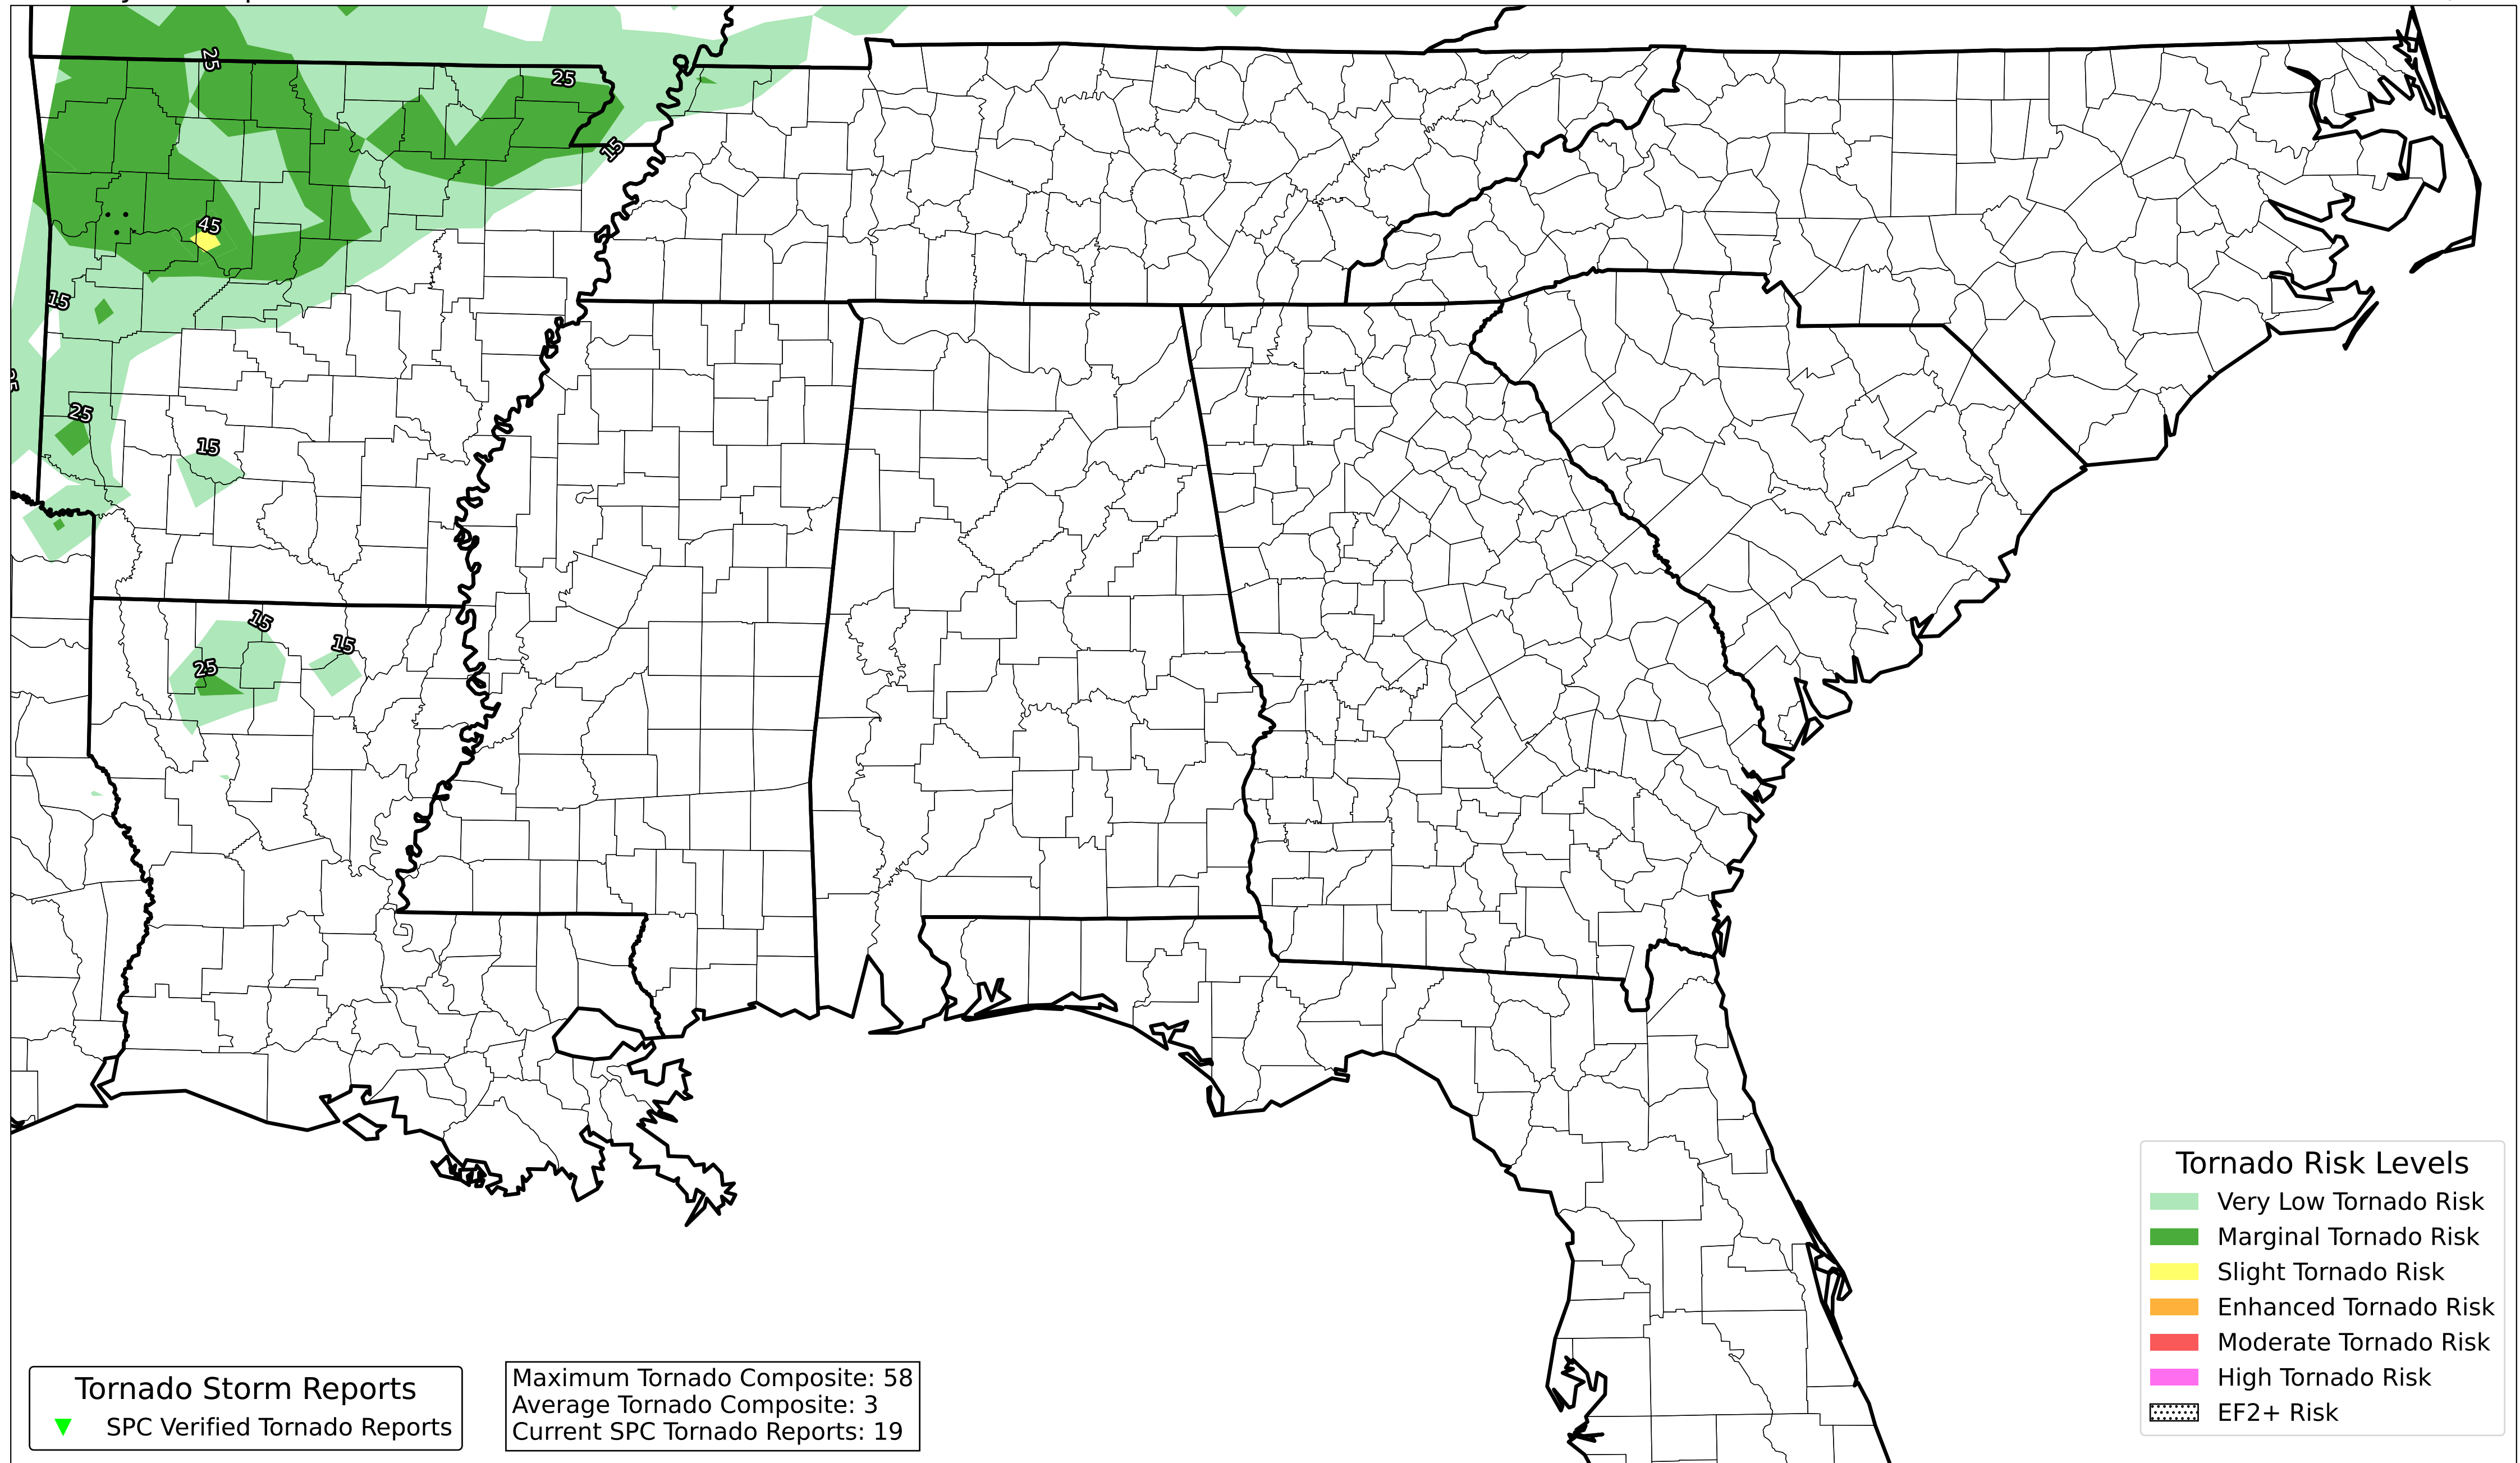 25
25
15
45
15
25
15
15
15
25
Tornado Risk Levels
Very Low Tornado Risk
Marginal Tornado Risk
Slight Tornado Risk
Enhanced Tornado Risk
Moderate Tornado Risk
High Tornado Risk
EF2+ Risk
Tornado Storm Reports
SPC Verified Tornado Reports
Maximum Tornado Composite: 58
Average Tornado Composite: 3
Current SPC Tornado Reports: 19